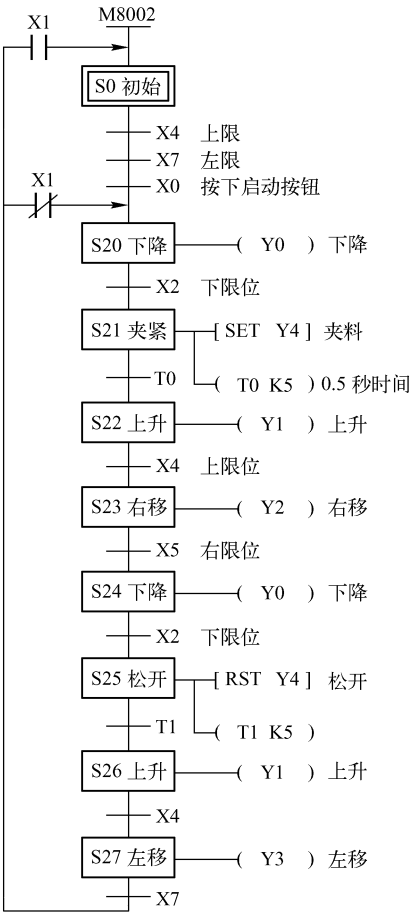 M8002
X1
S0 初始
X4 上限
X7 左限
X0 按下启动按钮
X1
S20 下降 ( Y0 ) 下降
X2 下限位
S21 夹紧 [ SET Y4 ] 夹料
T0 ( T0 K5 ) 0.5 秒时间
S22 上升 ( Y1 ) 上升
X4 上限位
S23 右移 ( Y2 ) 右移
X5 右限位
S24 下降 ( Y0 ) 下降
X2 下限位
S25 松开 [ RST Y4 ] 松开
T1 ( T1 K5 )
S26 上升 ( Y1 ) 上升
X4
S27 左移 ( Y3 ) 左移
X7